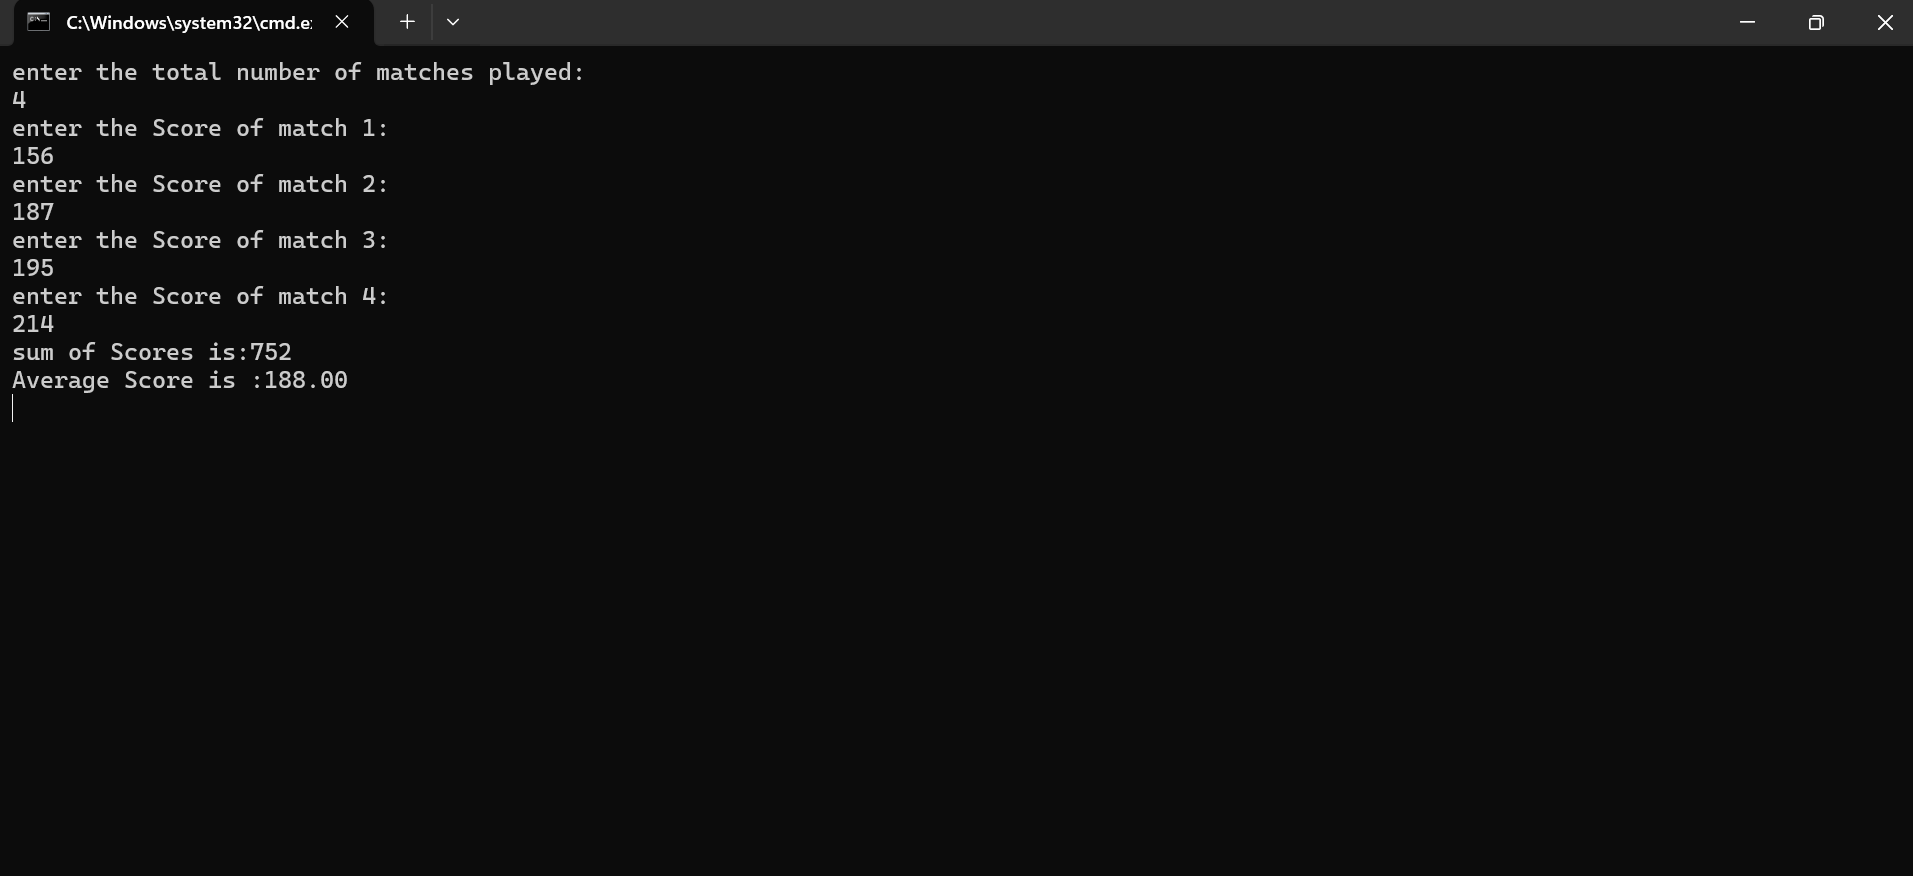 C:\Windows\system32\cmd.e
enter the total number of matches played:
4
enter the Score of match 1:
156
enter the Score of match 2:
187
enter the Score of match 3:
195
enter the Score of match 4:
214
sum of Scores is:752
Average Score is :188.00